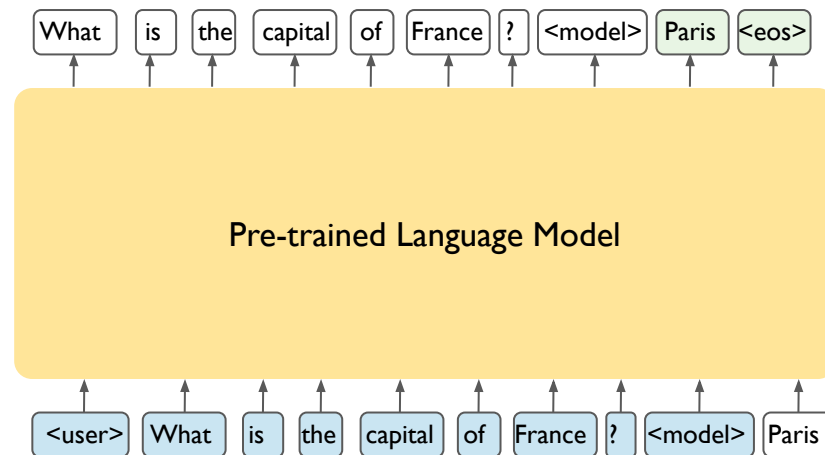 What is the capital of France ? <model> Paris <eos>
Pre-trained Language Model
<user> What is the capital of France ? <model> Paris